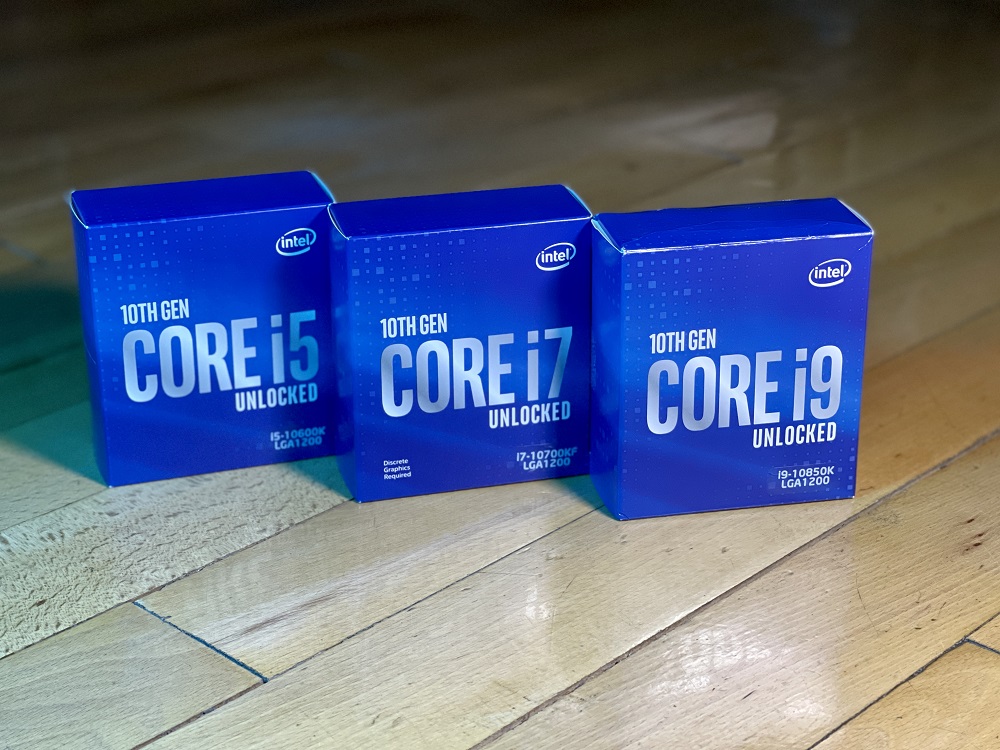 intel
10TH GEN
CORE i5
UNLOCKED
i5-10600K
LGA1200
intel
10TH GEN
CORE i7
UNLOCKED
Discrete
Graphics
Required
i7-10700KF
LGA1200
intel
10TH GEN
CORE i9
UNLOCKED
i9-10850K
LGA1200